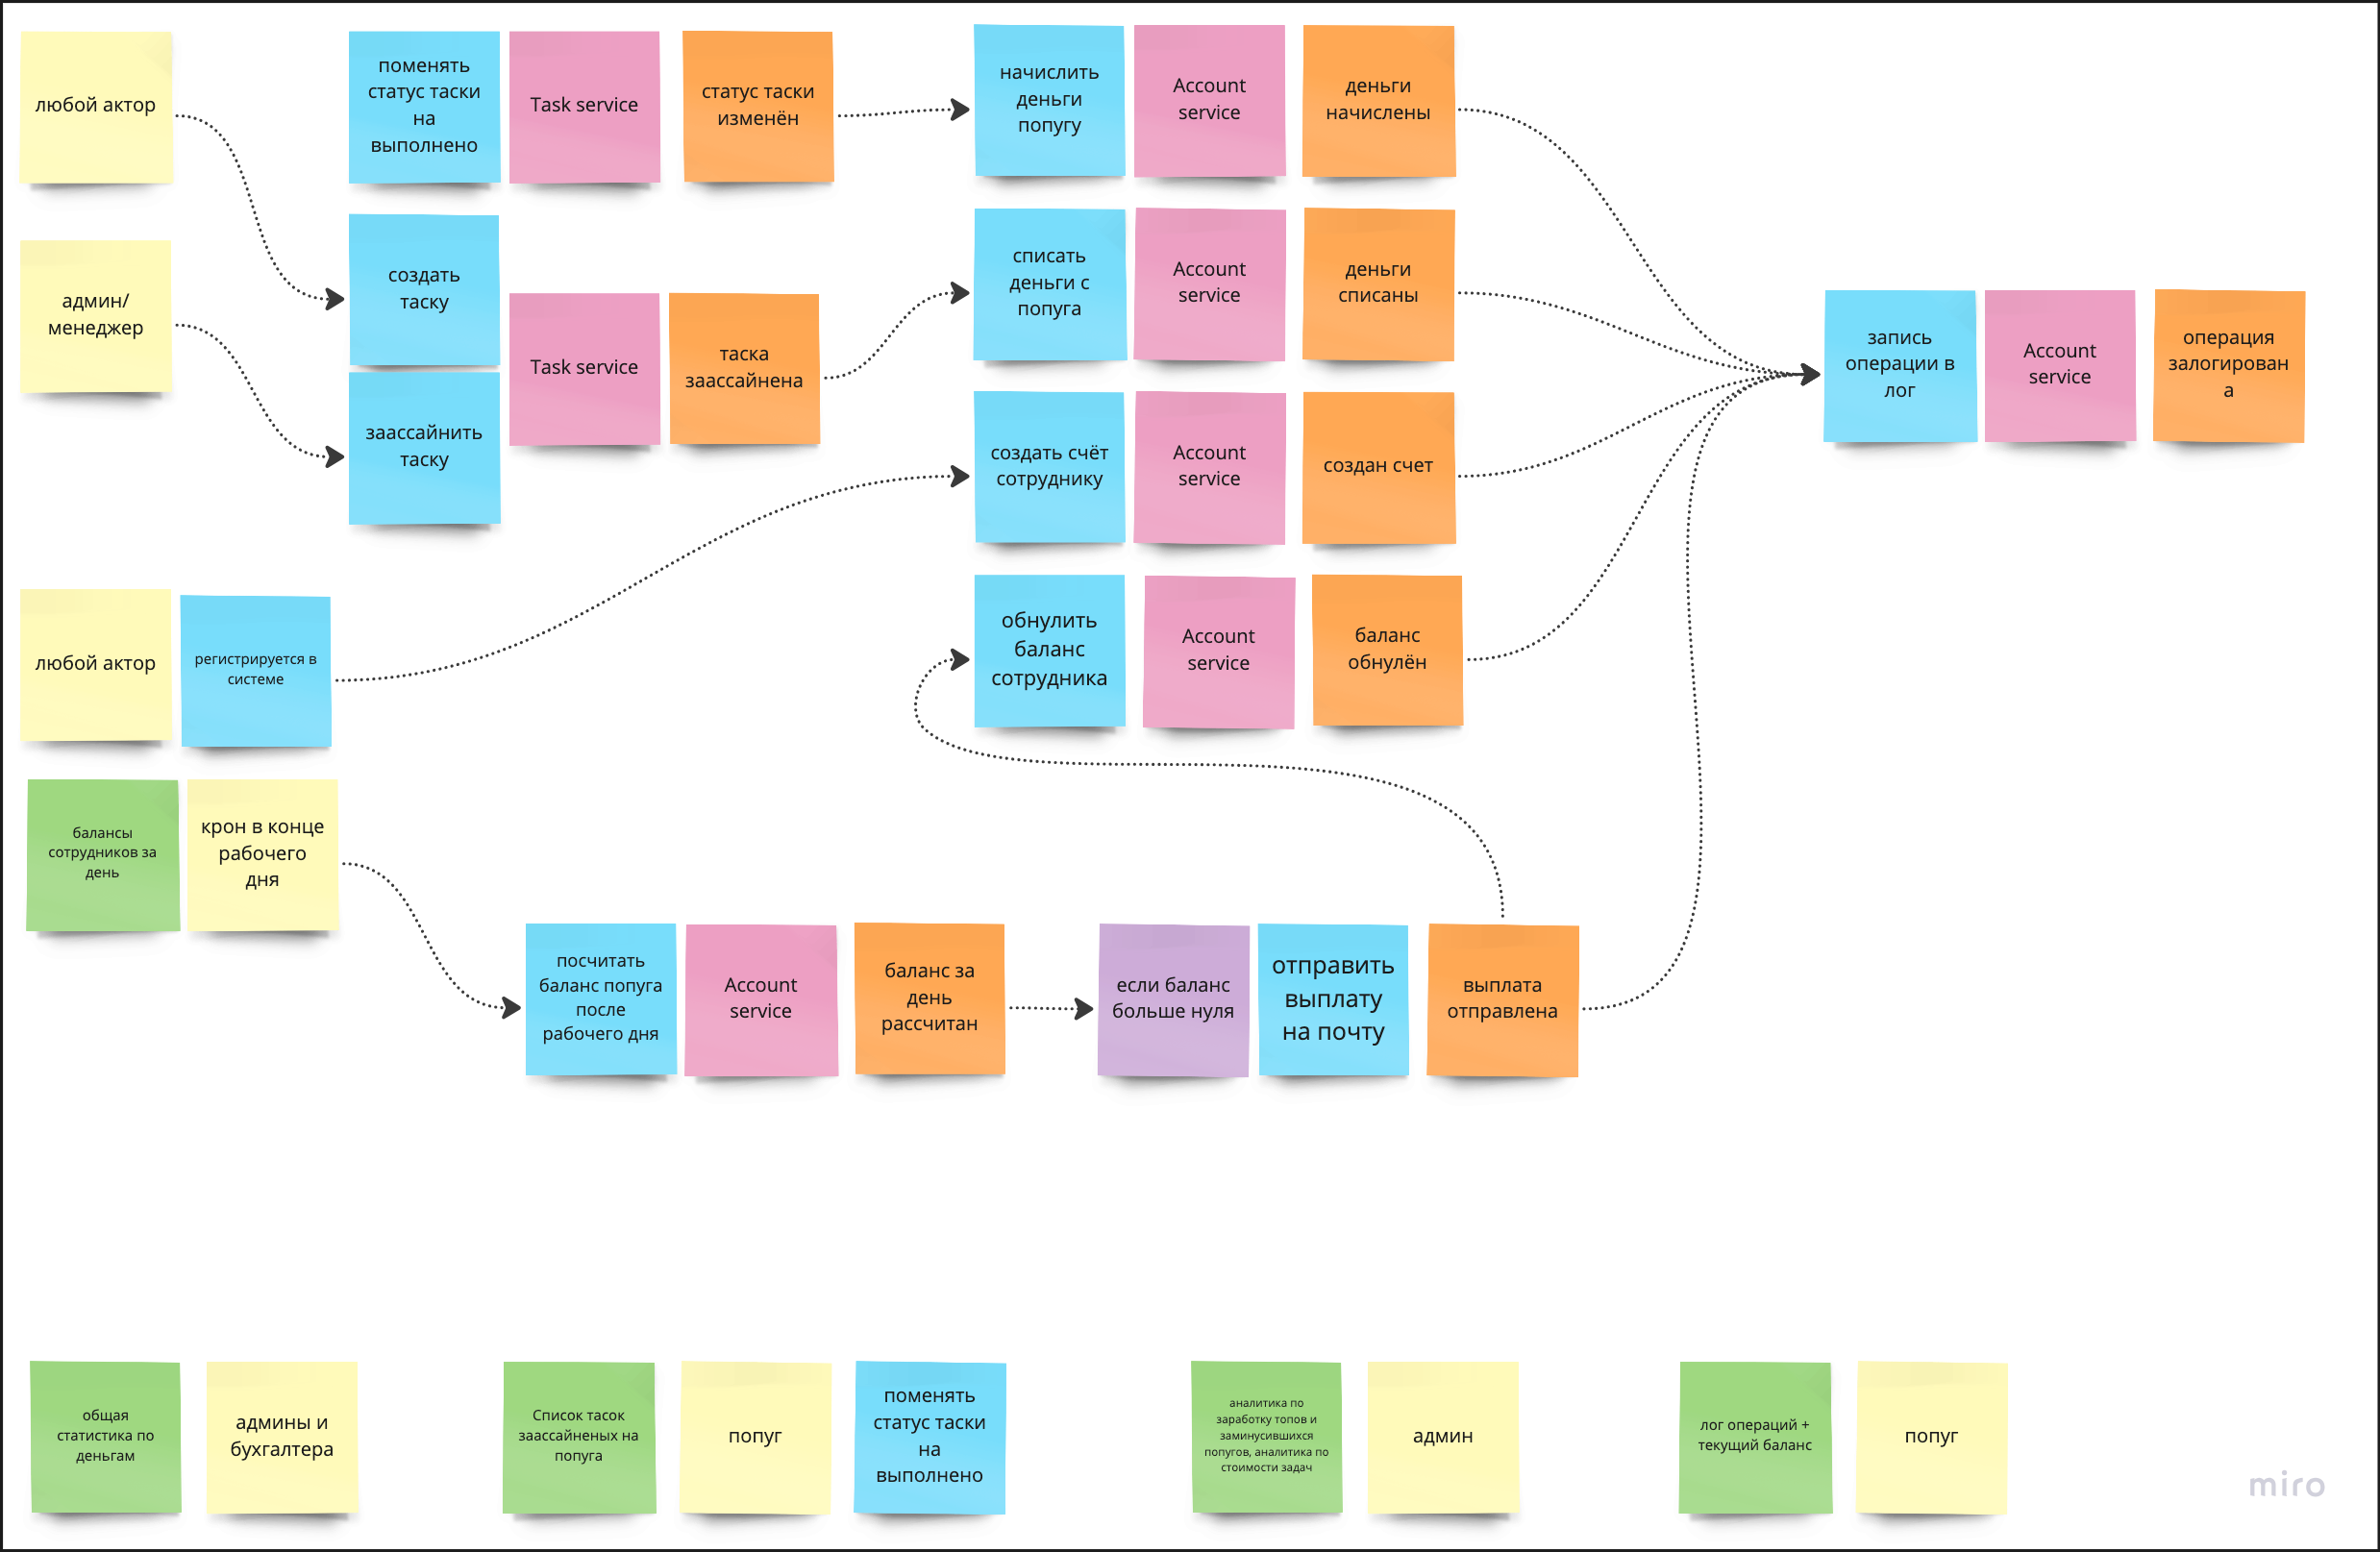 любой актор
поменять
статус таски
на
выполнено
Task service
статус таски
изменён
начислить
деньги
попугу
Account
service
деньги
начислены
админ/
менеджер
создать
таску
заассайнить
таску
Task service
таска
заассайнена
списать
деньги с
попуга
Account
service
деньги
списаны
запись
операции в
лог
Account
service
операция
залогирован
а
создать счёт
сотруднику
Account
service
создан счет
любой актор
регистрируется в
системе
обнулить
баланс
сотрудника
Account
service
баланс
обнулён
балансы
сотрудников за
день
крон в конце
рабочего
дня
посчитать
баланс попуга
после
рабочего дня
Account
service
баланс за
день
рассчитан
если баланс
больше нуля
отправить
выплату
на почту
выплата
отправлена
общая
статистика по
деньгам
админы и
бухгалтера
Список тасок
заассайненых на
попуга
попуг
поменять
статус таски
на
выполнено
аналитика по
заработку топов и
заминусившихся
попугов, аналитика по
стоимости задач
админ
лог операций +
текущий баланс
попуг
miro